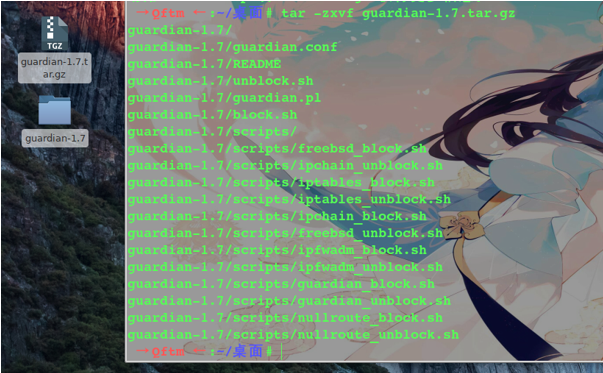 TGZ
guardian-1.7.t
ar.gz
guardian-1.7
→Qftm ←:~/桌面# tar -zxvf guardian-1.7.tar.gz
guardian-1.7/
guardian-1.7/guardian.conf
guardian-1.7/README
guardian-1.7/unblock.sh
guardian-1.7/guardian.pl
guardian-1.7/block.sh
guardian-1.7/scripts/
guardian-1.7/scripts/freebsd_block.sh
guardian-1.7/scripts/ipchain_unblock.sh
guardian-1.7/scripts/iptables_block.sh
guardian-1.7/scripts/iptables_unblock.sh
guardian-1.7/scripts/ipchain_block.sh
guardian-1.7/scripts/freebsd_unblock.sh
guardian-1.7/scripts/ipfwadm_block.sh
guardian-1.7/scripts/ipfwadm_unblock.sh
guardian-1.7/scripts/guardian_block.sh
guardian-1.7/scripts/guardian_unblock.sh
guardian-1.7/scripts/nullroute_block.sh
guardian-1.7/scripts/nullroute_unblock.sh
→Qftm ←:~/桌面#